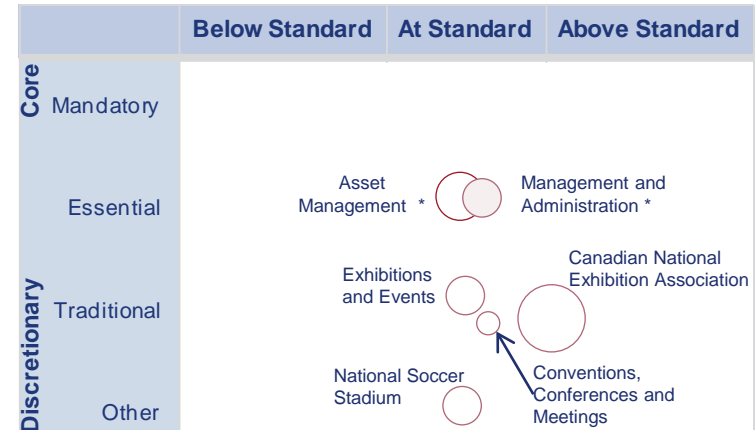 Below Standard At Standard Above Standard
Core
Mandatory
Essential
Asset
Management *
Management and
Administration *
Discretionary
Traditional
Exhibitions
and Events
Canadian National
Exhibition Association
Conventions,
Conferences and
Meetings
Other
National Soccer
Stadium